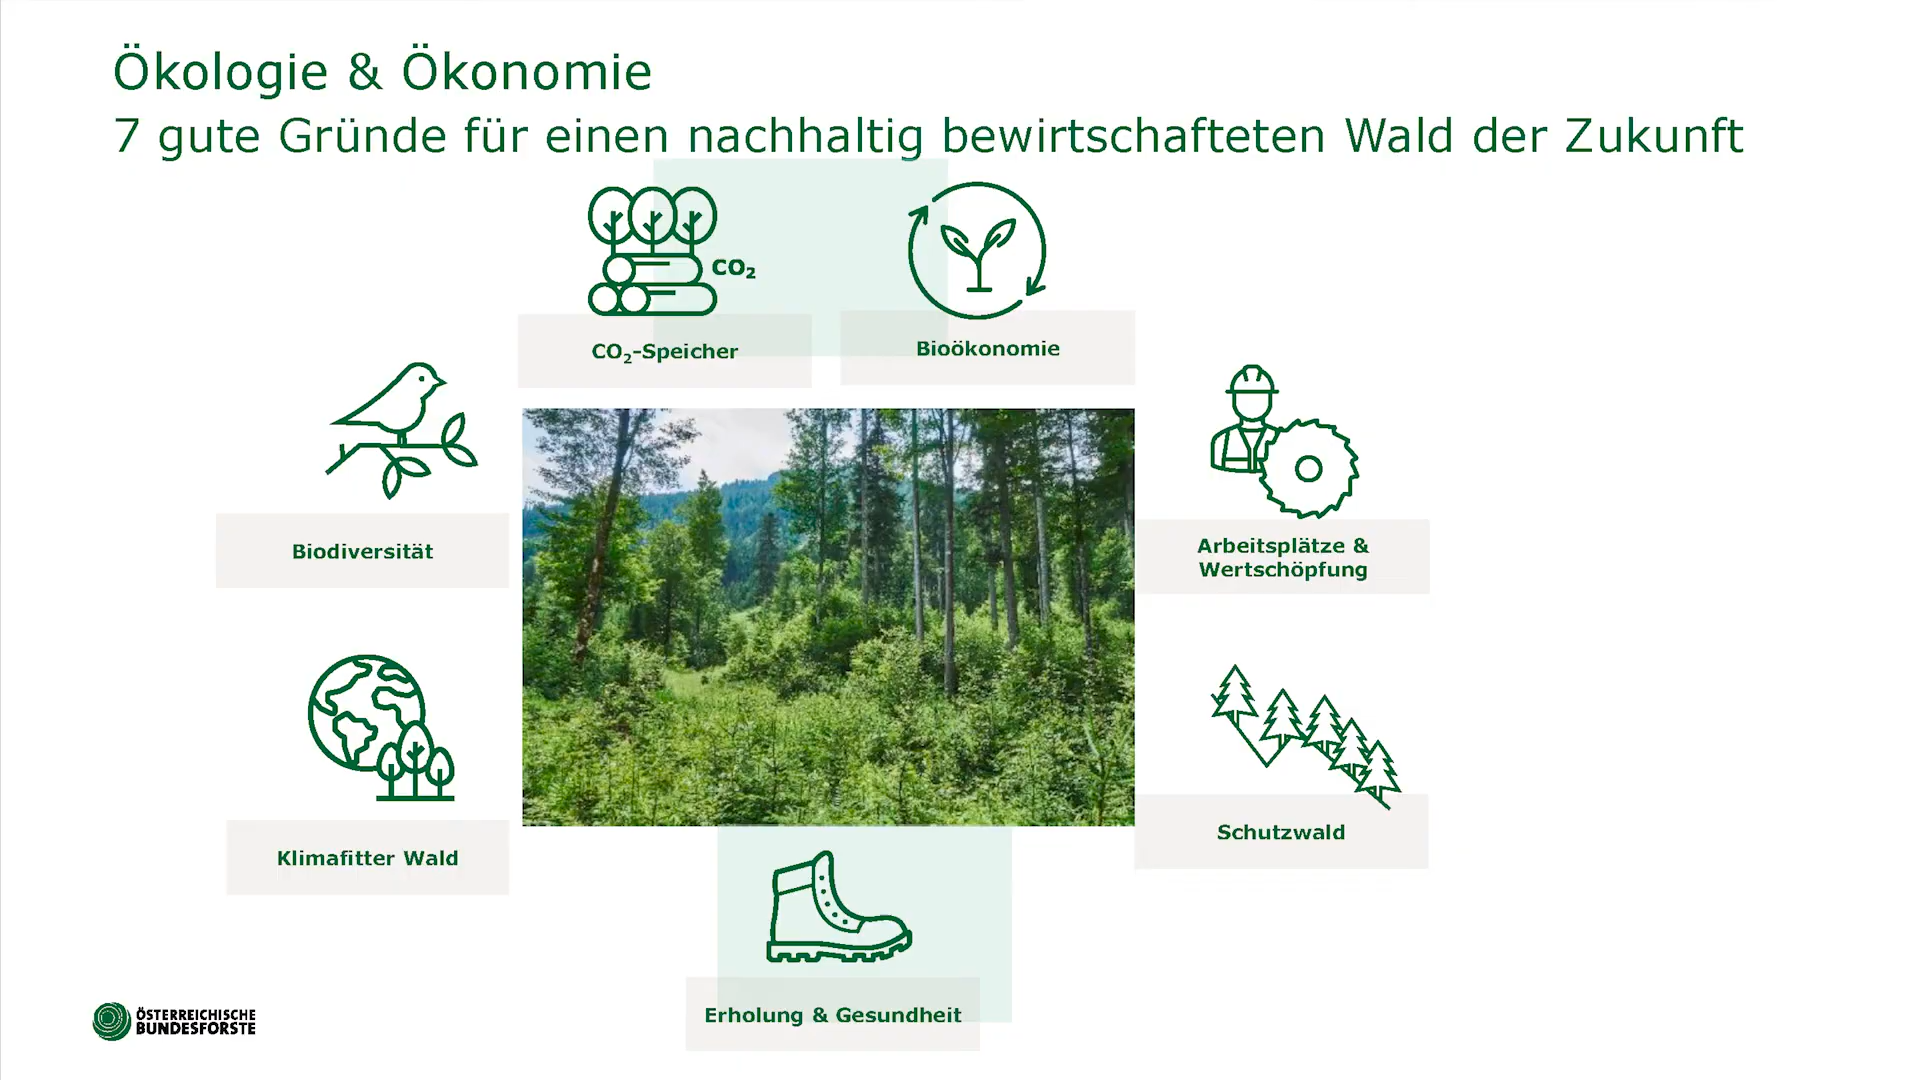 Ökologie & Ökonomie
7 gute Gründe für einen nachhaltig bewirtschafteten Wald der Zukunft
CO₂
CO₂-Speicher
Bioökonomie
Biodiversität
Arbeitsplätze &
Wertschöpfung
Klimafitter Wald
Schutzwald
Erholung & Gesundheit
ÖSTERREICHISCHE
BUNDESFORSTE